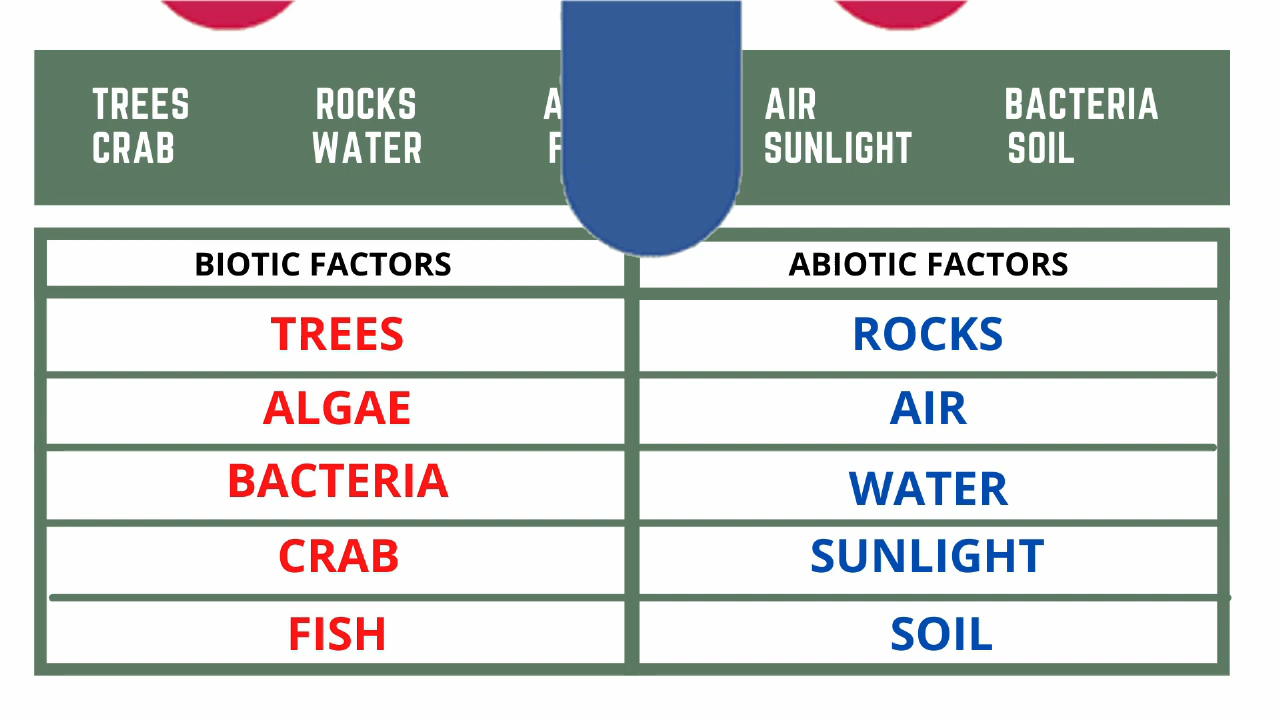 TREES ROCKS AIR BACTERIA
CRAB WATER SUNLIGHT SOIL
BIOTIC FACTORS ABIOTIC FACTORS
TREES ROCKS
ALGAE AIR
BACTERIA WATER
CRAB SUNLIGHT
FISH SOIL